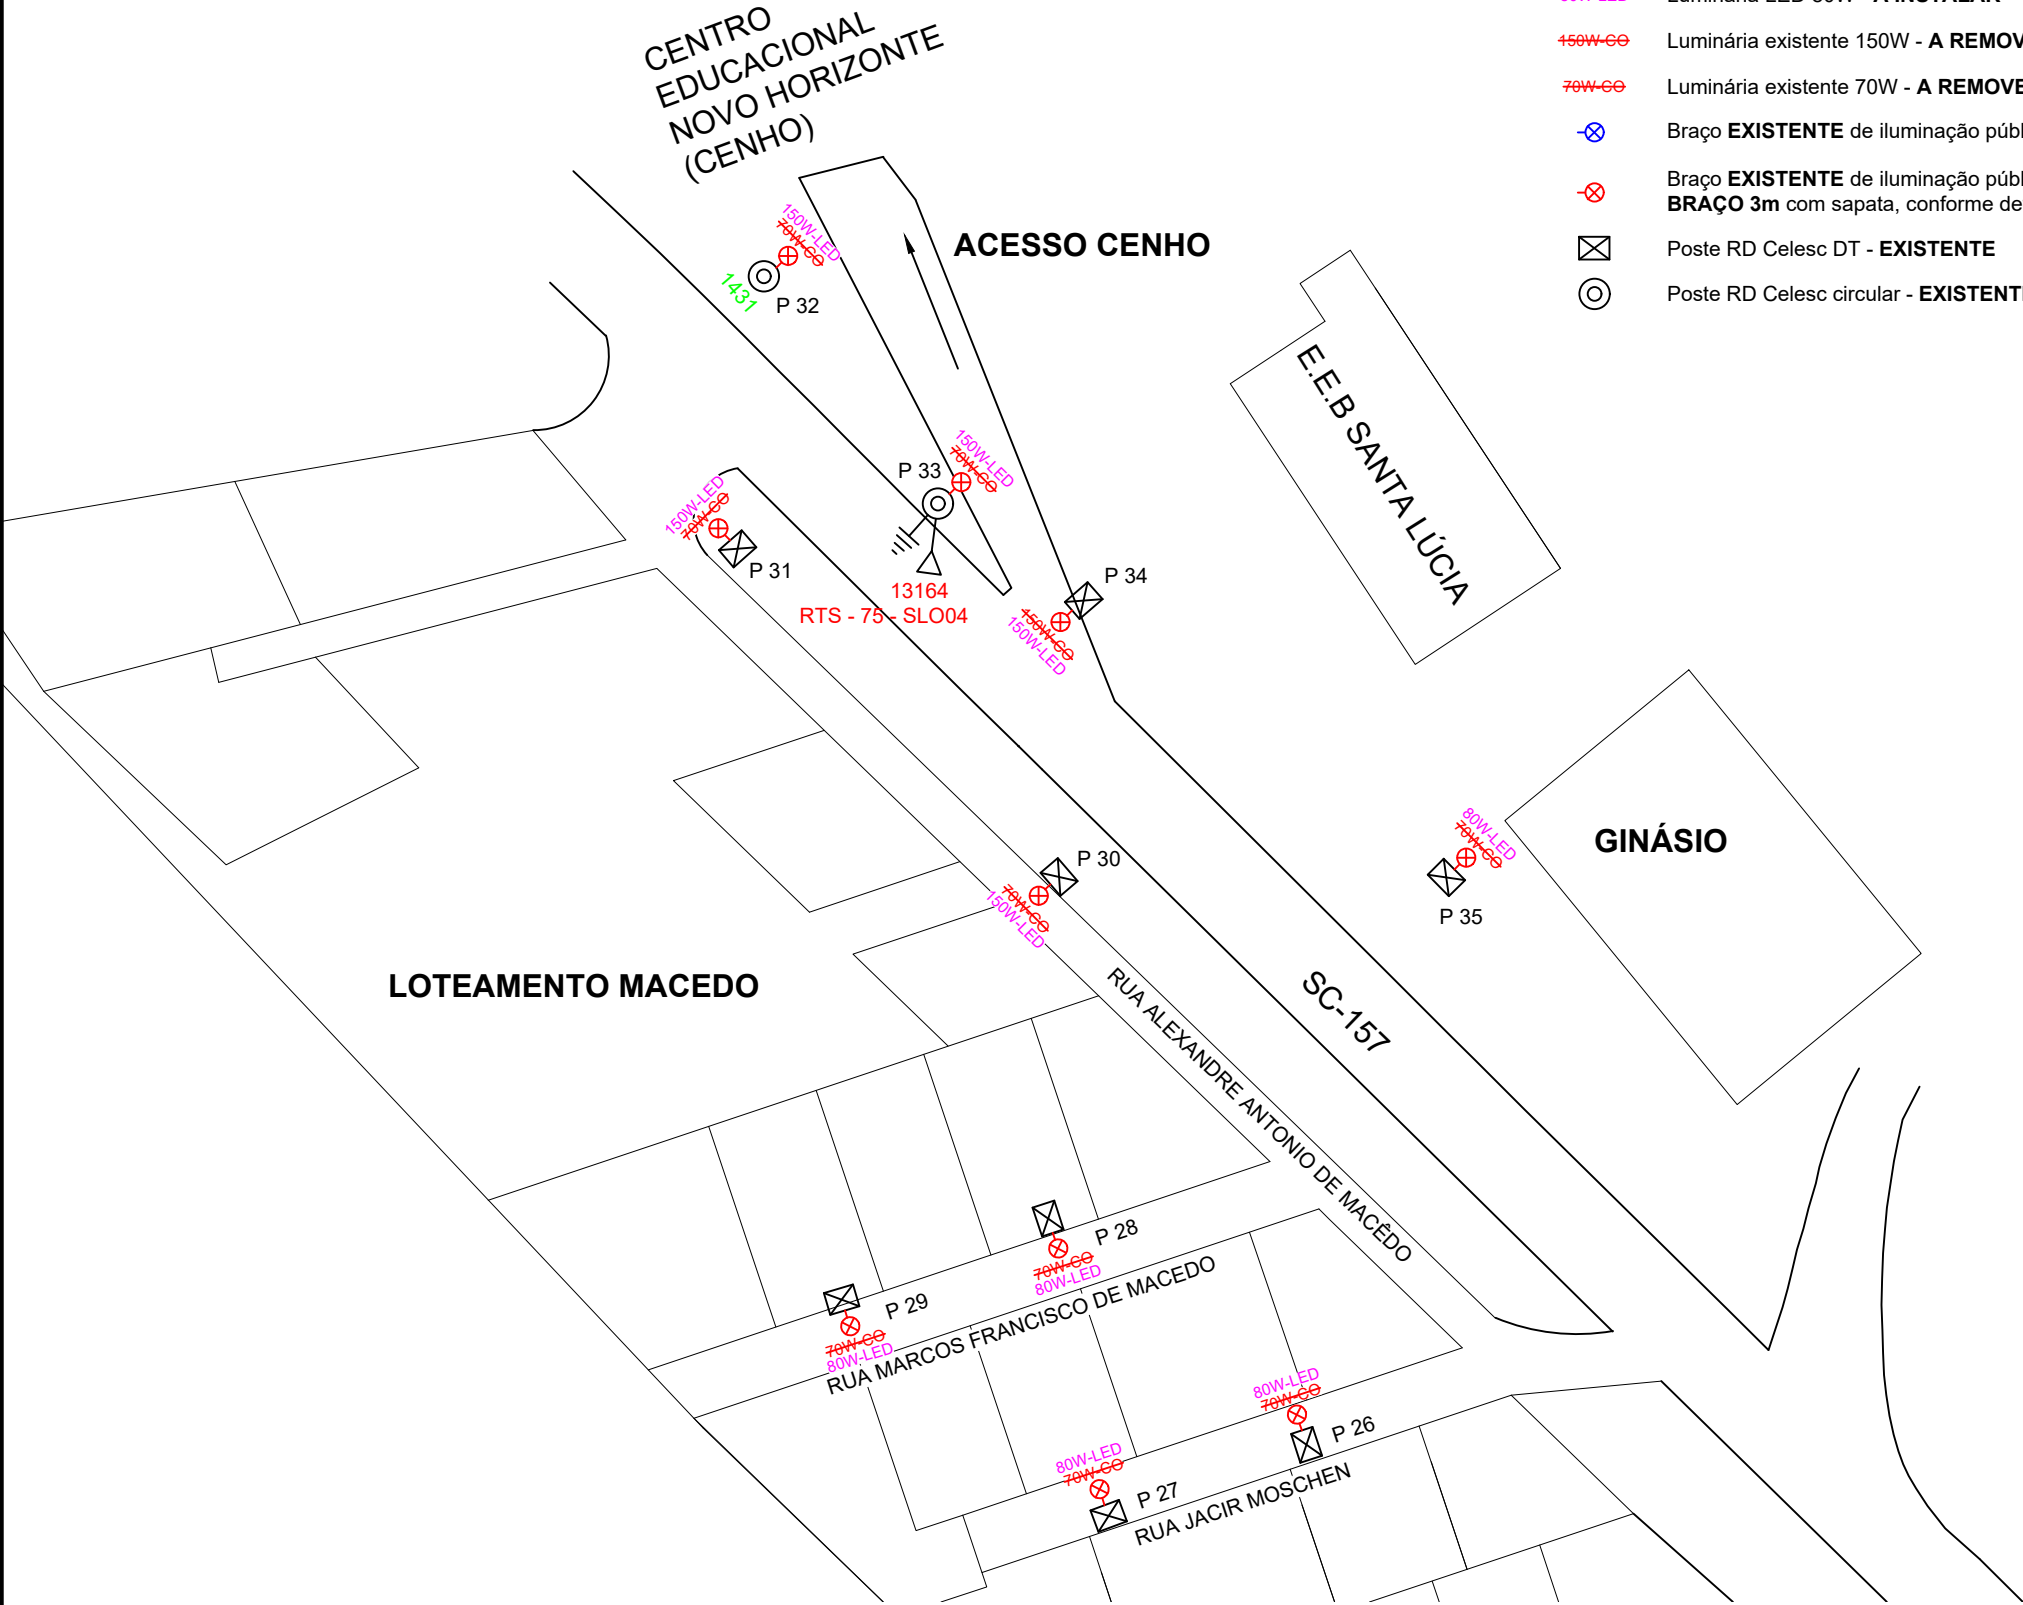 CENTRO
EDUCACIONAL
NOVO HORIZONTE
(CENHO)
150W-CO Luminária existente 150W - A REMOV
70W-CO Luminária existente 70W - A REMOVE
Braço EXISTENTE de iluminação púb
Braço EXISTENTE de iluminação púb
BRAÇO 3m com sapata, conforme de
Poste RD Celesc DT - EXISTENTE
Poste RD Celesc circular - EXISTENT
ACESSO CENHO
150W-LED
70W-CO
1431
P 32
E.E.B SANTA LÚCIA
150W-LED
70W-CO
P 33
150W-LED
70W-CO
P 31
13164
RTS - 75 - SLO04
P 34
150W-CO
150W-LED
80W-LED
70W-CO
P 35
GINÁSIO
P 30
70W-CO
150W-LED
LOTEAMENTO MACEDO
SC-157
RUA ALEXANDRE ANTONIO DE MACÊDO
P 28
70W-CO
80W-LED
P 29
70W-CO
80W-LED
RUA MARCOS FRANCISCO DE MACEDO
80W-LED
70W-CO
P 26
80W-LED
70W-CO
P 27
RUA JACIR MOSCHEN